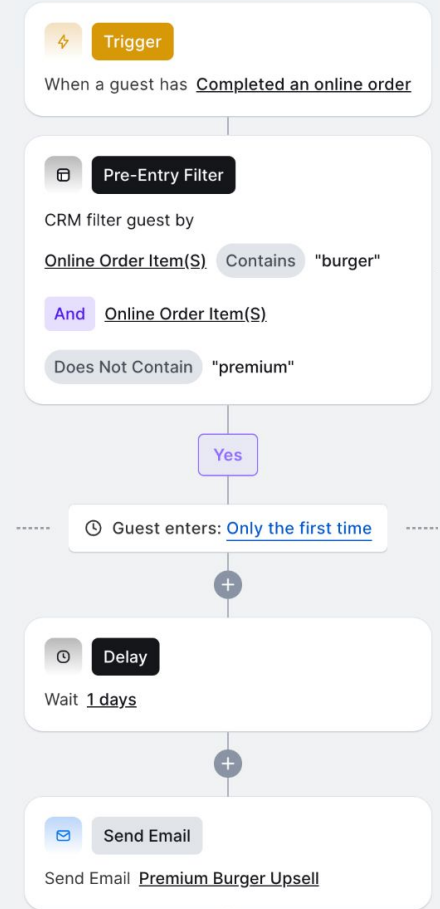 Trigger
When a guest has Completed an online order
Pre-Entry Filter
CRM filter guest by
Online Order Item(S) Contains "burger"
And Online Order Item(S)
Does Not Contain "premium"
Yes
Guest enters: Only the first time
Delay
Wait 1 days
Send Email
Send Email Premium Burger Upsell